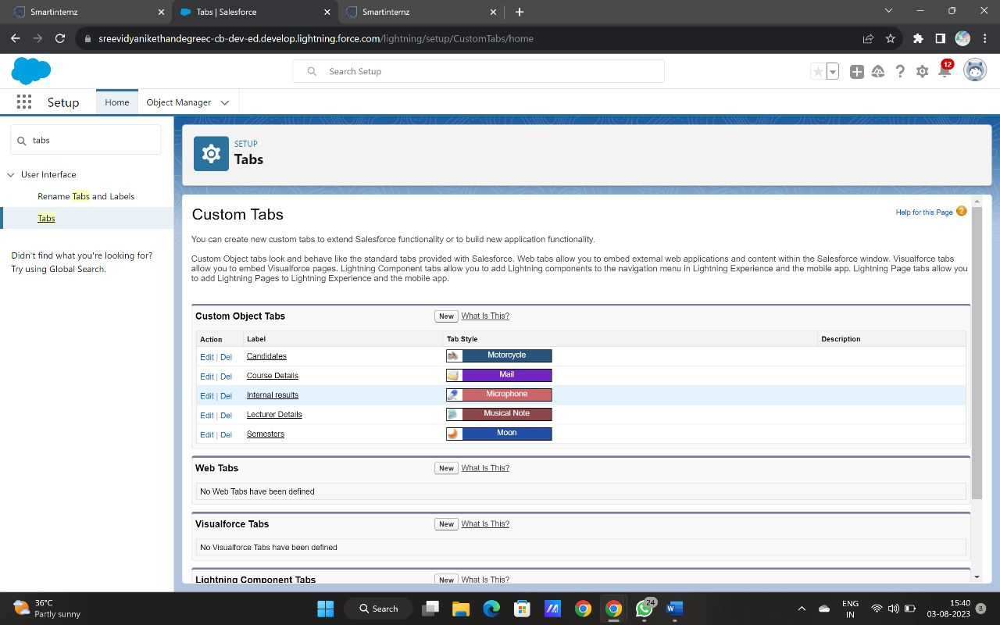 Smartinternz
Tabs | Salesforce
Smartinternz
sreevidyanikethandegreec-cb-dev-ed.develop.lightning.force.com/lightning/setup/CustomTabs/home
Search Setup
12
Setup
Home
Object Manager
tabs
User Interface
Rename Tabs and Labels
Tabs
Didn't find what you're looking for?
Try using Global Search.
SETUP
Tabs
Custom Tabs
Help for this Page
You can create new custom tabs to extend Salesforce functionality or to build new application functionality.
Custom Object tabs look and behave like the standard tabs provided with Salesforce. Web tabs allow you to embed external web applications and content within the Salesforce window. Visualforce tabs
allow you to embed Visualforce pages. Lightning Component tabs allow you to add Lightning components to the navigation menu in Lightning Experience and the mobile app. Lightning Page tabs allow you
to add Lightning Pages to Lightning Experience and the mobile app.
Custom Object Tabs New What Is This?
Action Label Tab Style Description
Edit | Del Candidates Motorcycle
Edit | Del Course Details Mail
Edit | Del Internal results Microphone
Edit | Del Lecturer Details Musical Note
Edit | Del Semesters Moon
Web Tabs New What Is This?
No Web Tabs have been defined
Visualforce Tabs New What Is This?
No Visualforce Tabs have been defined
Lightning Component Tabs New What Is This?
36°C
Partly sunny
Search
24
ENG
IN
15:40
03-08-2023
8